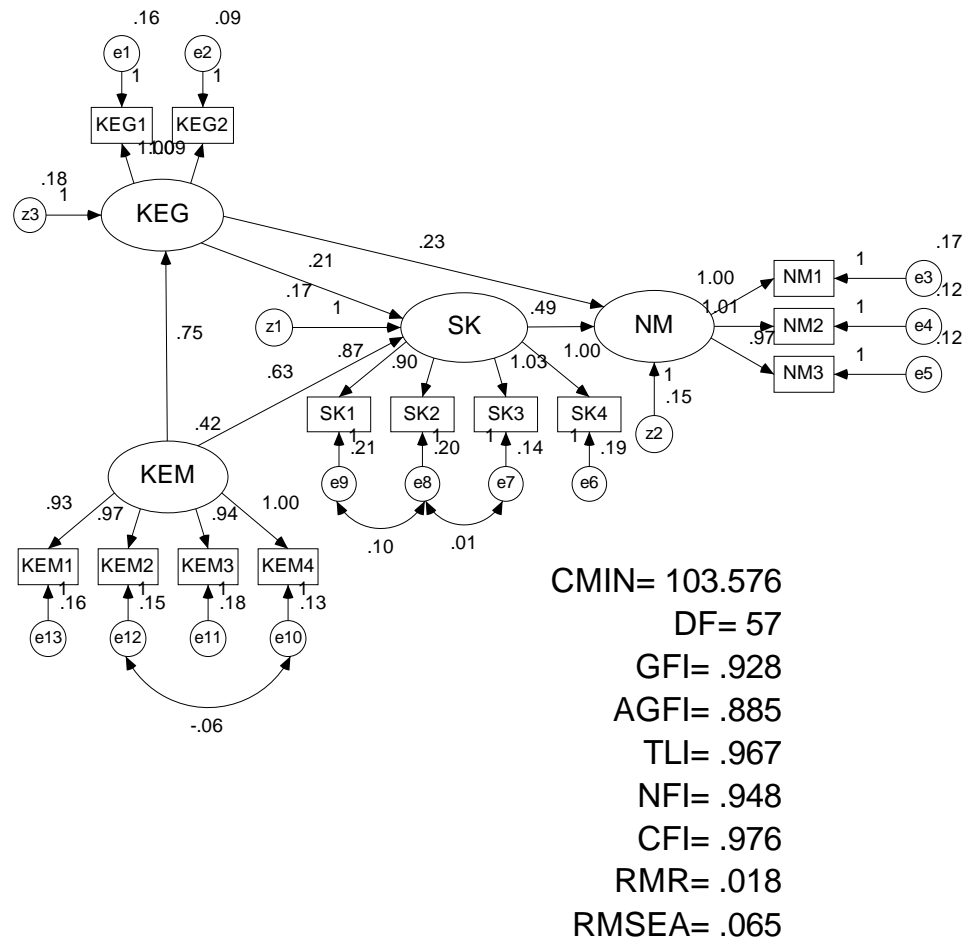 .16
.09
e1
e2
1
1
KEG1
KEG2
1.09
.18
1
z3
KEG
.23
.21
.17
.17
1
1.00
NM1
1
e3
.12
z1
1
SK
.49
NM
1.01
NM2
1
e4
.12
.75
.87
.90
1.03
1.00
.97
NM3
1
e5
.63
1
.15
SK1
SK2
SK3
SK4
.42
1
.21
1
.20
1
.14
1
.19
z2
KEM
e9
e8
e7
e6
.93
.97
.94
1.00
.10
.01
KEM1
KEM2
KEM3
KEM4
1
.16
1
.15
1
.18
1
.13
e13
e12
e11
e10
-.06
CMIN= 103.576
DF= 57
GFI= .928
AGFI= .885
TLI= .967
NFI= .948
CFI= .976
RMR= .018
RMSEA= .065